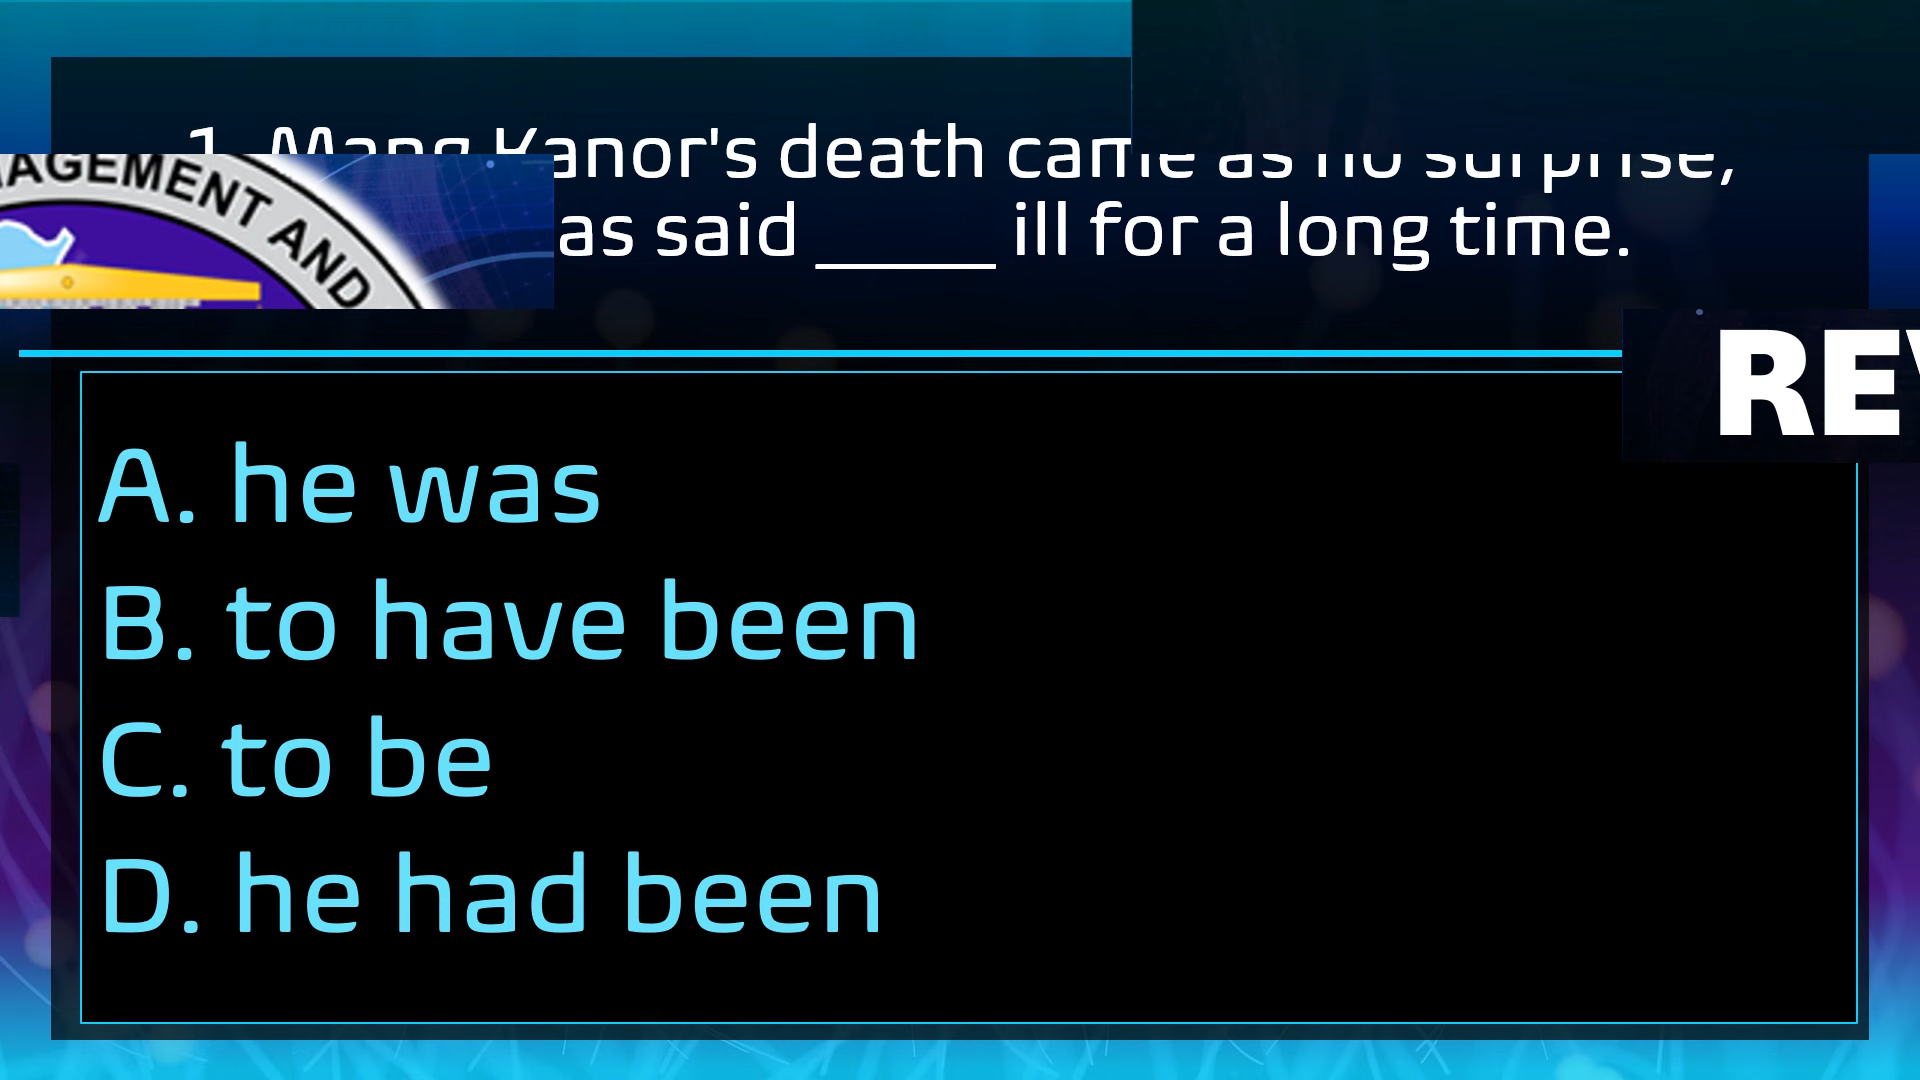 1. Mang Kanor's death came as no surprise,
as said _____ ill for a long time.
AGEMENT AND
RE
A. he was
B. to have been
C. to be
D. he had been